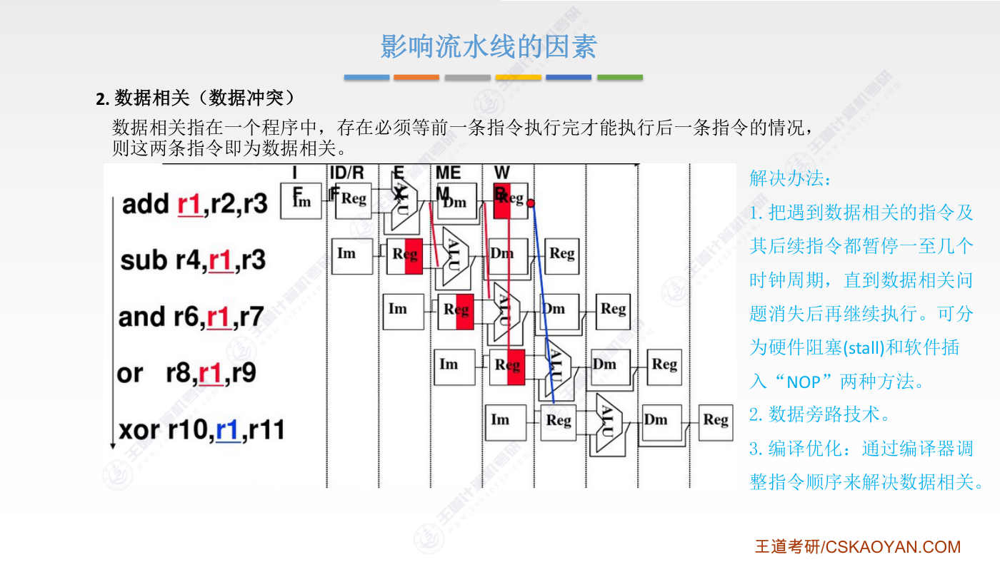 影响流水线的因素
2. 数据相关（数据冲突）
数据相关指在一个程序中，存在必须等前一条指令执行完才能执行后一条指令的情况，
则这两条指令即为数据相关。
IF ID/RF EX MEM WB
add r1,r2,r3 Im Reg ALU Dm Reg
sub r4,r1,r3 Im Reg ALU Dm Reg
and r6,r1,r7 Im Reg ALU Dm Reg
or r8,r1,r9 Im Reg ALU Dm Reg
xor r10,r1,r11 Im Reg ALU Dm Reg
解决办法：
1.把遇到数据相关的指令及
其后续指令都暂停一至几个
时钟周期，直到数据相关问
题消失后再继续执行。可分
为硬件阻塞(stall)和软件插
入“NOP”两种方法。
2.数据旁路技术。
3.编译优化：通过编译器调
整指令顺序来解决数据相关。
王道考研/CSKAOYAN.COM